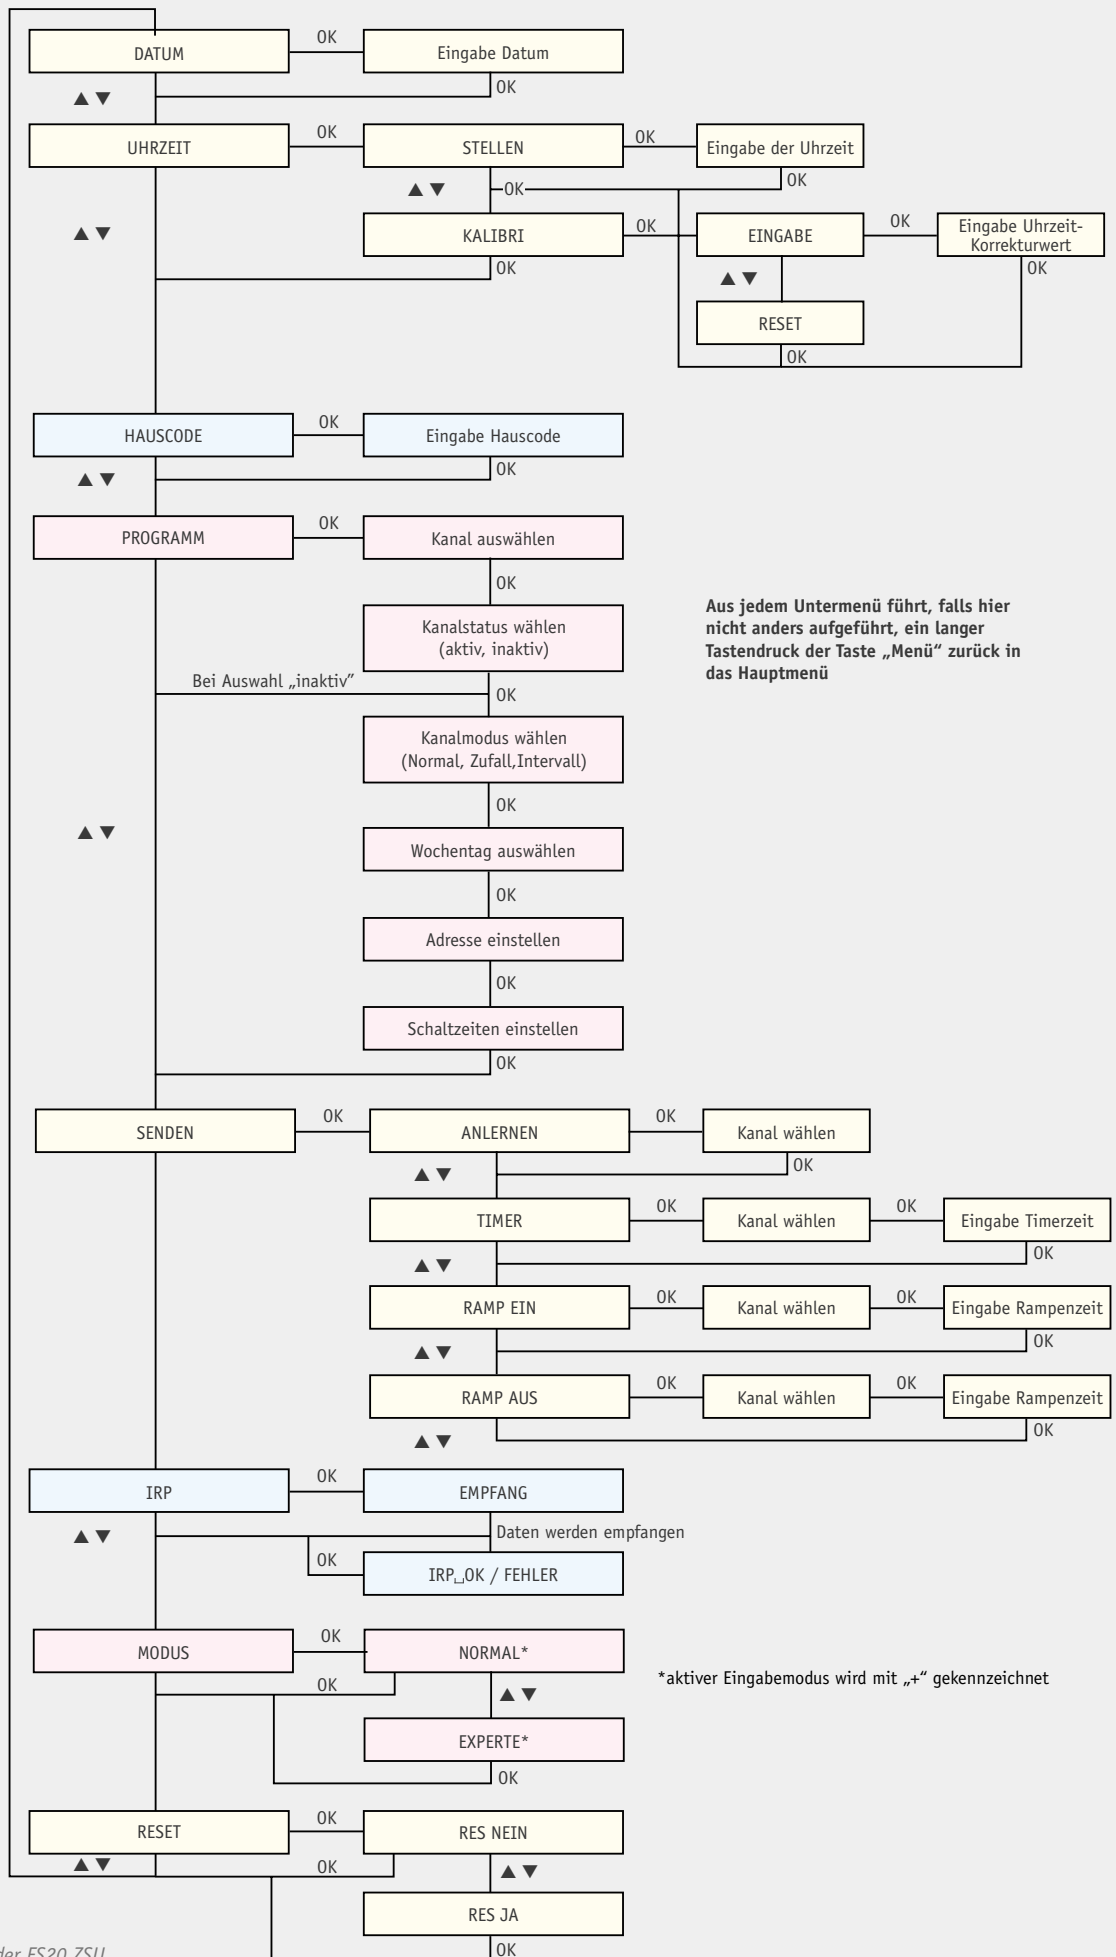 DATUM
OK
Eingabe Datum
OK
▲ ▼
UHRZEIT
OK
STELLEN
OK
Eingabe der Uhrzeit
OK
▲ ▼
OK
▲ ▼
KALIBRI
OK
EINGABE
OK
Eingabe Uhrzeit-
Korrekturwert
OK
OK
▲ ▼
RESET
OK
HAUSCODE
OK
Eingabe Hauscode
OK
▲ ▼
PROGRAMM
OK
Kanal auswählen
OK
Kanalstatus wählen
(aktiv, inaktiv)
Aus jedem Untermenü führt, falls hier
nicht anders aufgeführt, ein langer
Tastendruck der Taste „Menü“ zurück in
das Hauptmenü
Bei Auswahl „inaktiv”
OK
Kanalmodus wählen
(Normal, Zufall,Intervall)
OK
▲ ▼
Wochentag auswählen
OK
Adresse einstellen
OK
Schaltzeiten einstellen
OK
SENDEN
OK
ANLERNEN
OK
Kanal wählen
OK
▲ ▼
TIMER
OK
Kanal wählen
OK
Eingabe Timerzeit
OK
▲ ▼
RAMP EIN
OK
Kanal wählen
OK
Eingabe Rampenzeit
OK
▲ ▼
RAMP AUS
OK
Kanal wählen
OK
Eingabe Rampenzeit
OK
▲ ▼
IRP
OK
EMPFANG
▲ ▼
Daten werden empfangen
OK
IRP␣OK / FEHLER
MODUS
OK
NORMAL*
*aktiver Eingabemodus wird mit „+“ gekennzeichnet
OK
▲ ▼
EXPERTE*
OK
RESET
OK
RES NEIN
▲ ▼
OK
▲ ▼
RES JA
OK
der FS20 ZSU